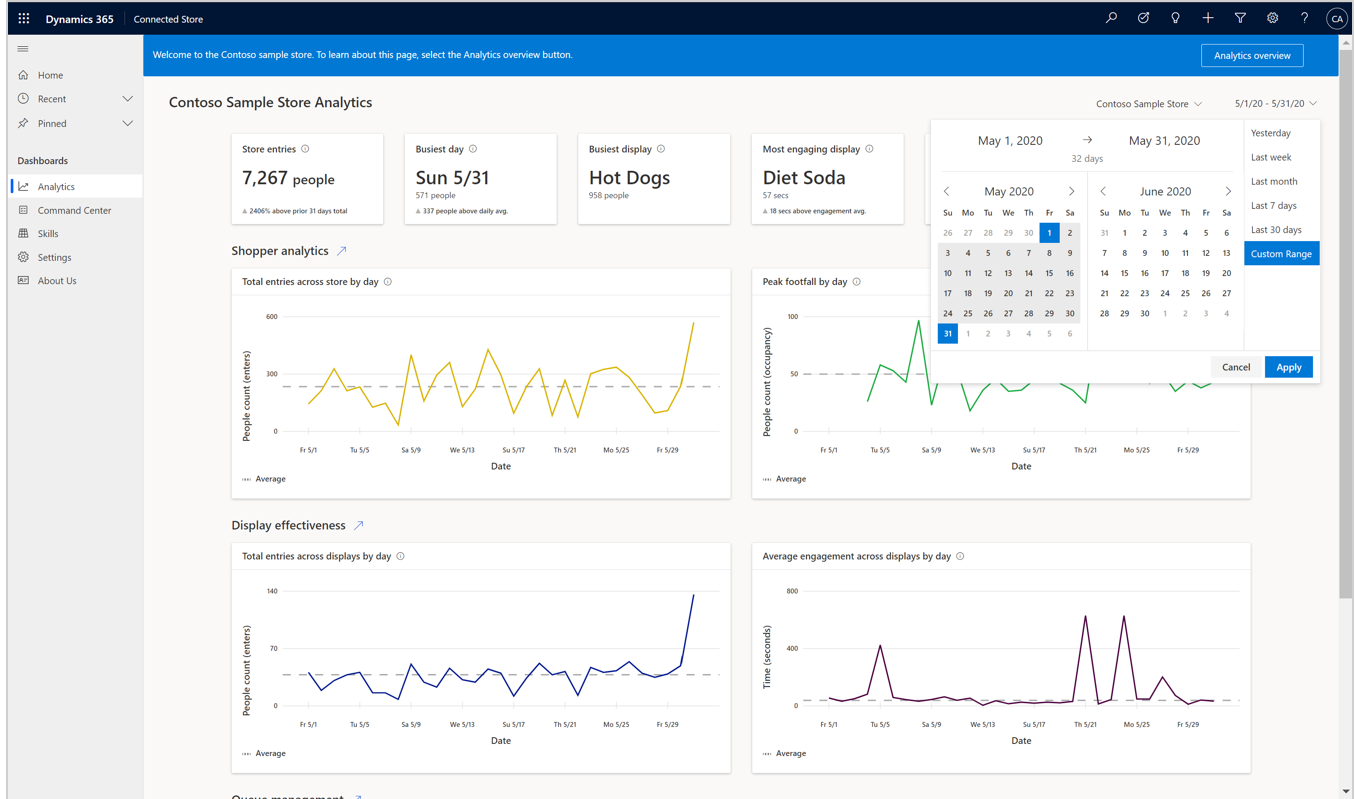 Dynamics 365 Connected Store CA
Welcome to the Contoso sample store. To learn about this page, select the Analytics overview button. Analytics overview
Home
Recent
Pinned
Dashboards
Analytics
Command Center
Skills
Settings
About Us
Contoso Sample Store Analytics Contoso Sample Store 5/1/20 - 5/31/20
Store entries
7,267 people
2406% above prior 31 days total
Busiest day
Sun 5/31
571 people
337 people above daily avg.
Busiest display
Hot Dogs
958 people
Most engaging display
Diet Soda
57 secs
18 secs above engagement avg.
May 1, 2020 → May 31, 2020
32 days
May 2020
Su Mo Tu We Th Fr Sa
26 27 28 29 30 1 2
3 4 5 6 7 8 9
10 11 12 13 14 15 16
17 18 19 20 21 22 23
24 25 26 27 28 29 30
31 1 2 3 4 5 6
June 2020
Su Mo Tu We Th Fr Sa
31 1 2 3 4 5 6
7 8 9 10 11 12 13
14 15 16 17 18 19 20
21 22 23 24 25 26 27
28 29 30 1 2 3 4
Yesterday
Last week
Last month
Last 7 days
Last 30 days
Custom Range
Cancel Apply
Shopper analytics
Total entries across store by day
People count (enters)
600
300
0
Fr 5/1 Tu 5/5 Sa 5/9 We 5/13 Su 5/17 Th 5/21 Mo 5/25 Fr 5/29
Date
Average
Peak footfall by day
People count (occupancy)
100
50
0
Fr 5/1 Tu 5/5 Sa 5/9 We 5/13 Su 5/17 Th 5/21 Mo 5/25 Fr 5/29
Date
Average
Display effectiveness
Total entries across displays by day
People count (enters)
140
70
0
Fr 5/1 Tu 5/5 Sa 5/9 We 5/13 Su 5/17 Th 5/21 Mo 5/25 Fr 5/29
Date
Average
Average engagement across displays by day
Time (seconds)
800
400
0
Fr 5/1 Tu 5/5 Sa 5/9 We 5/13 Su 5/17 Th 5/21 Mo 5/25 Fr 5/29
Date
Average
Queue management